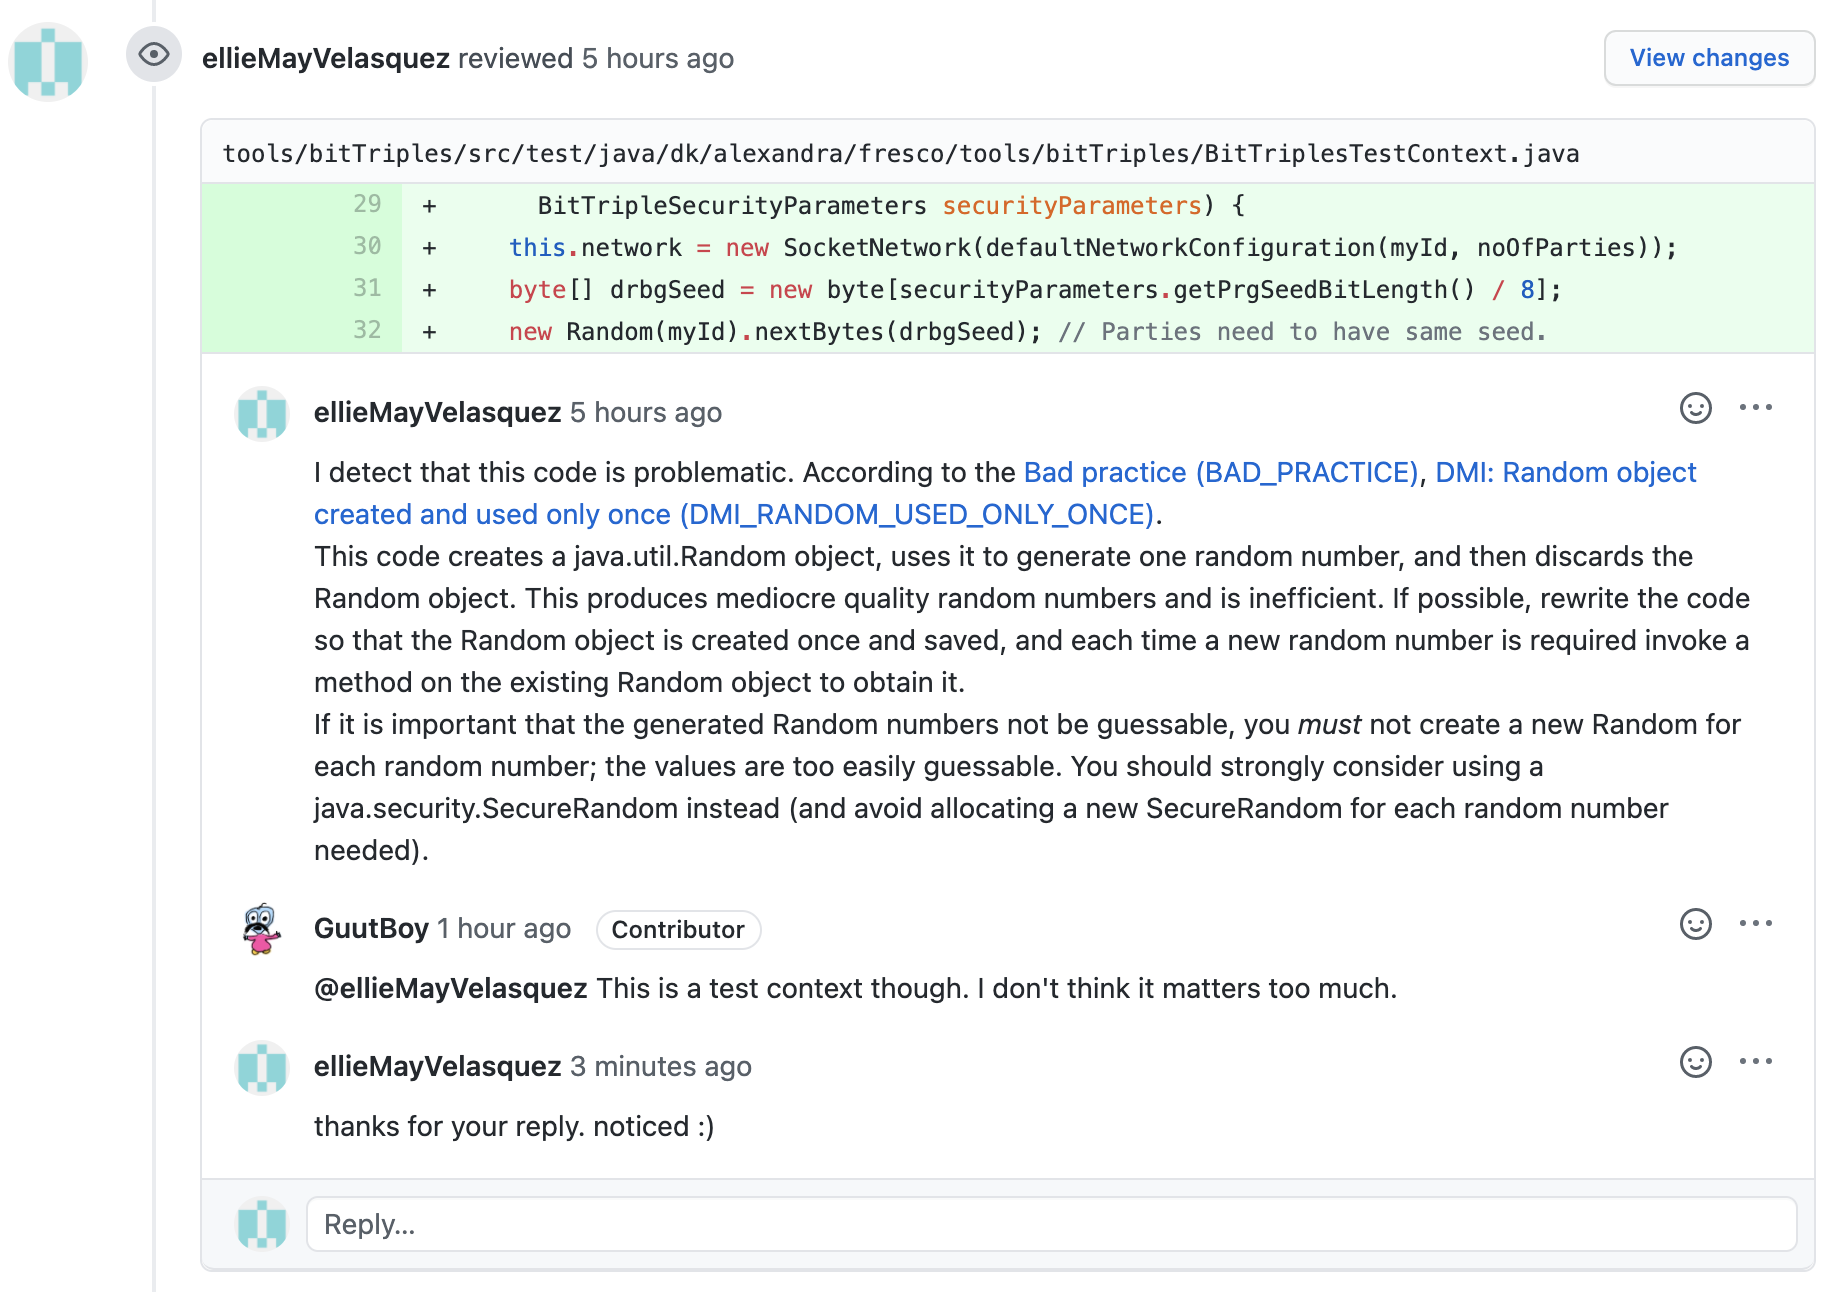 ellieMayVelasquez reviewed 5 hours ago
View changes
tools/bitTriples/src/test/java/dk/alexandra/fresco/tools/bitTriples/BitTriplesTestContext.java
29 + BitTripleSecurityParameters securityParameters) {
30 + this.network = new SocketNetwork(defaultNetworkConfiguration(myId, noOfParties));
31 + byte[] drbgSeed = new byte[securityParameters.getPrgSeedBitLength() / 8];
32 + new Random(myId).nextBytes(drbgSeed); // Parties need to have same seed.
ellieMayVelasquez 5 hours ago
I detect that this code is problematic. According to the Bad practice (BAD_PRACTICE), DMI: Random object
created and used only once (DMI_RANDOM_USED_ONLY_ONCE).
This code creates a java.util.Random object, uses it to generate one random number, and then discards the
Random object. This produces mediocre quality random numbers and is inefficient. If possible, rewrite the code
so that the Random object is created once and saved, and each time a new random number is required invoke a
method on the existing Random object to obtain it.
If it is important that the generated Random numbers not be guessable, you must not create a new Random for
each random number; the values are too easily guessable. You should strongly consider using a
java.security.SecureRandom instead (and avoid allocating a new SecureRandom for each random number
needed).
GuutBoy 1 hour ago Contributor
@ellieMayVelasquez This is a test context though. I don't think it matters too much.
ellieMayVelasquez 3 minutes ago
thanks for your reply. noticed :)
Reply...